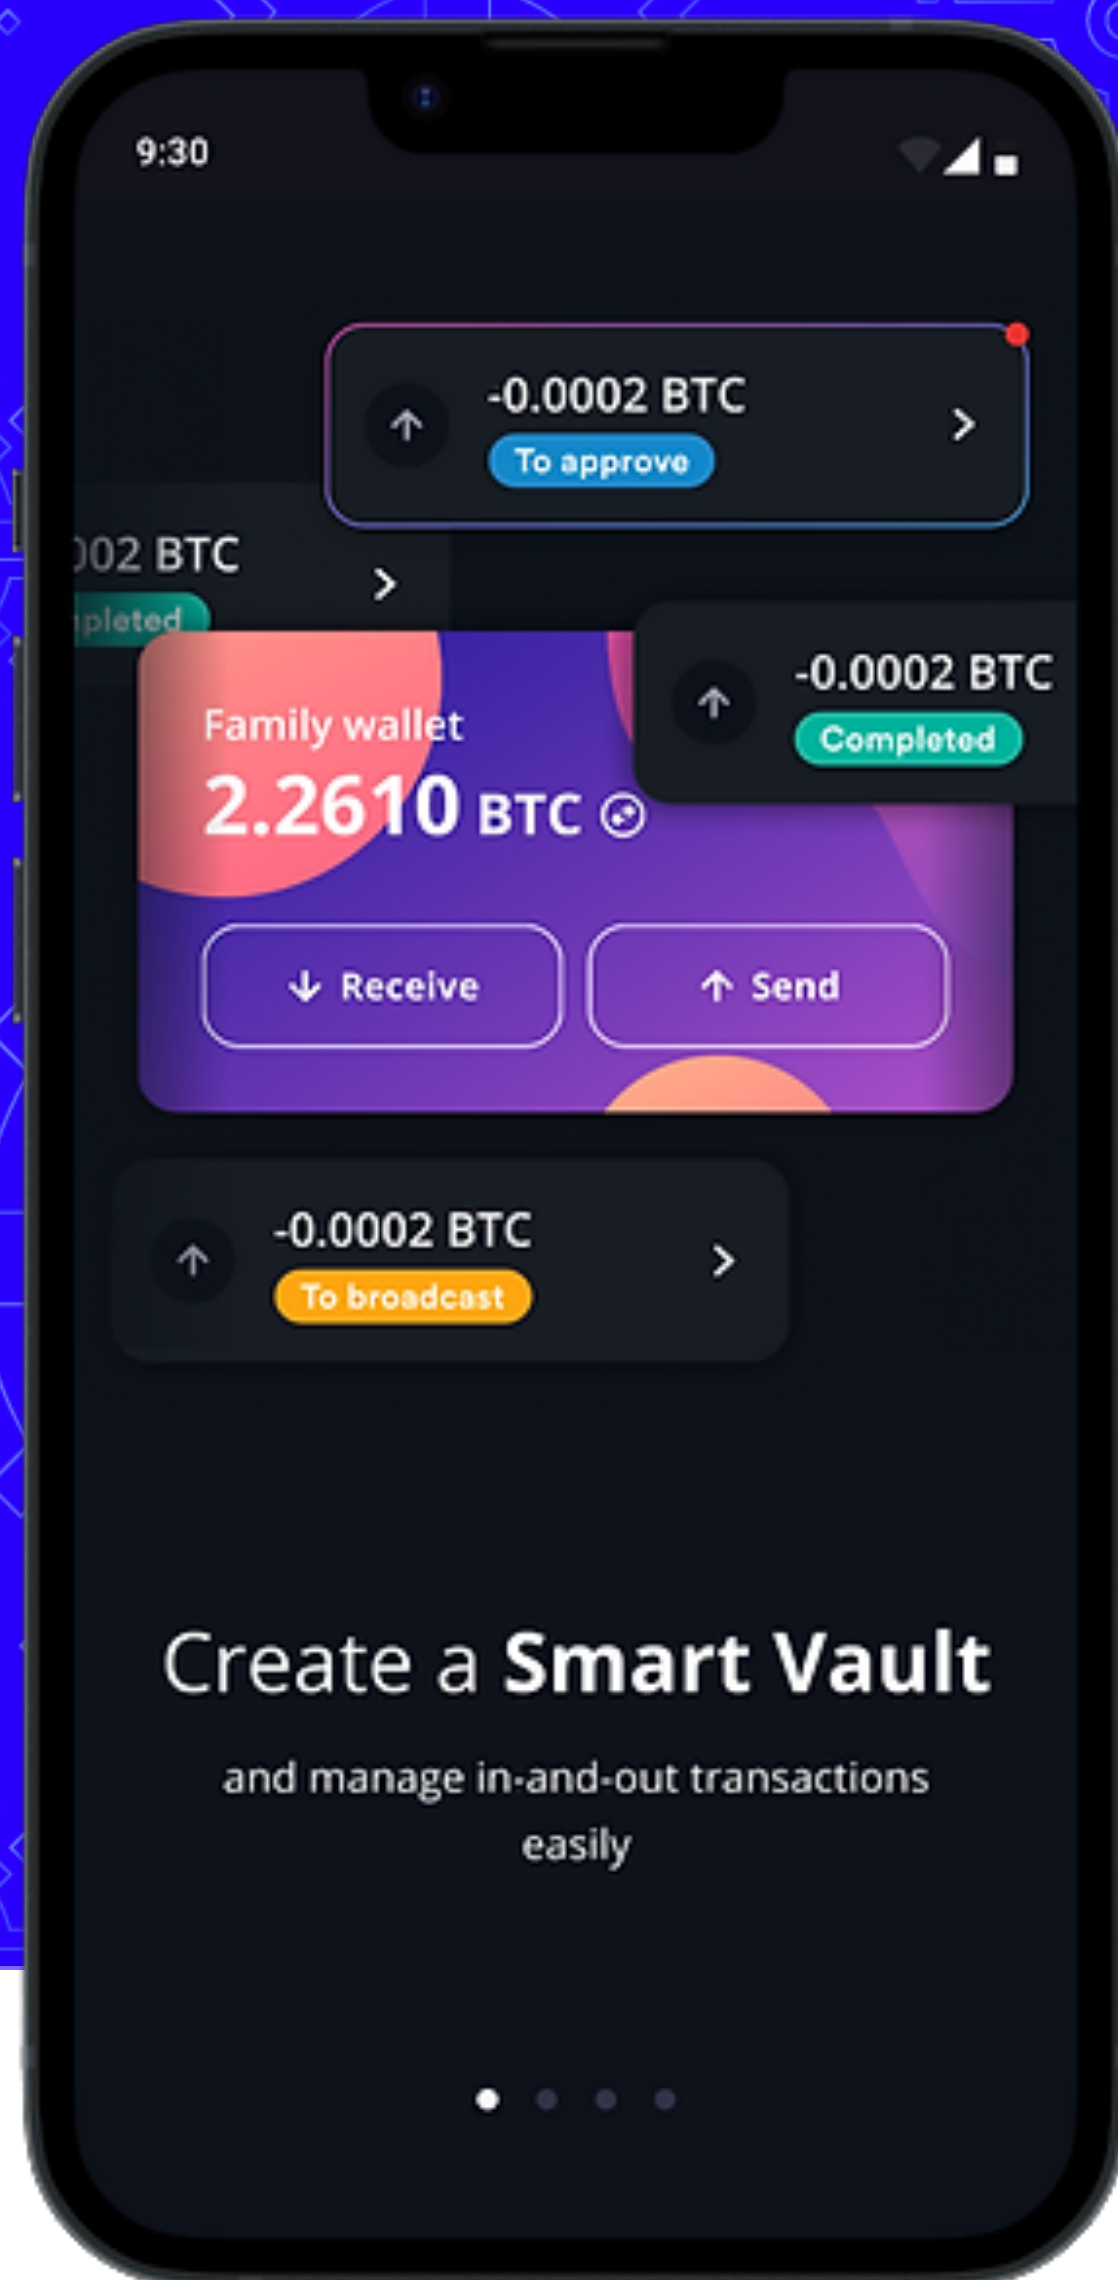 9:30
-0.0002 BTC
To approve
002 BTC
pleted
-0.0002 BTC
Completed
Family wallet
2.2610 BTC
Receive
Send
-0.0002 BTC
To broadcast
Create a Smart Vault
and manage in-and-out transactions
easily